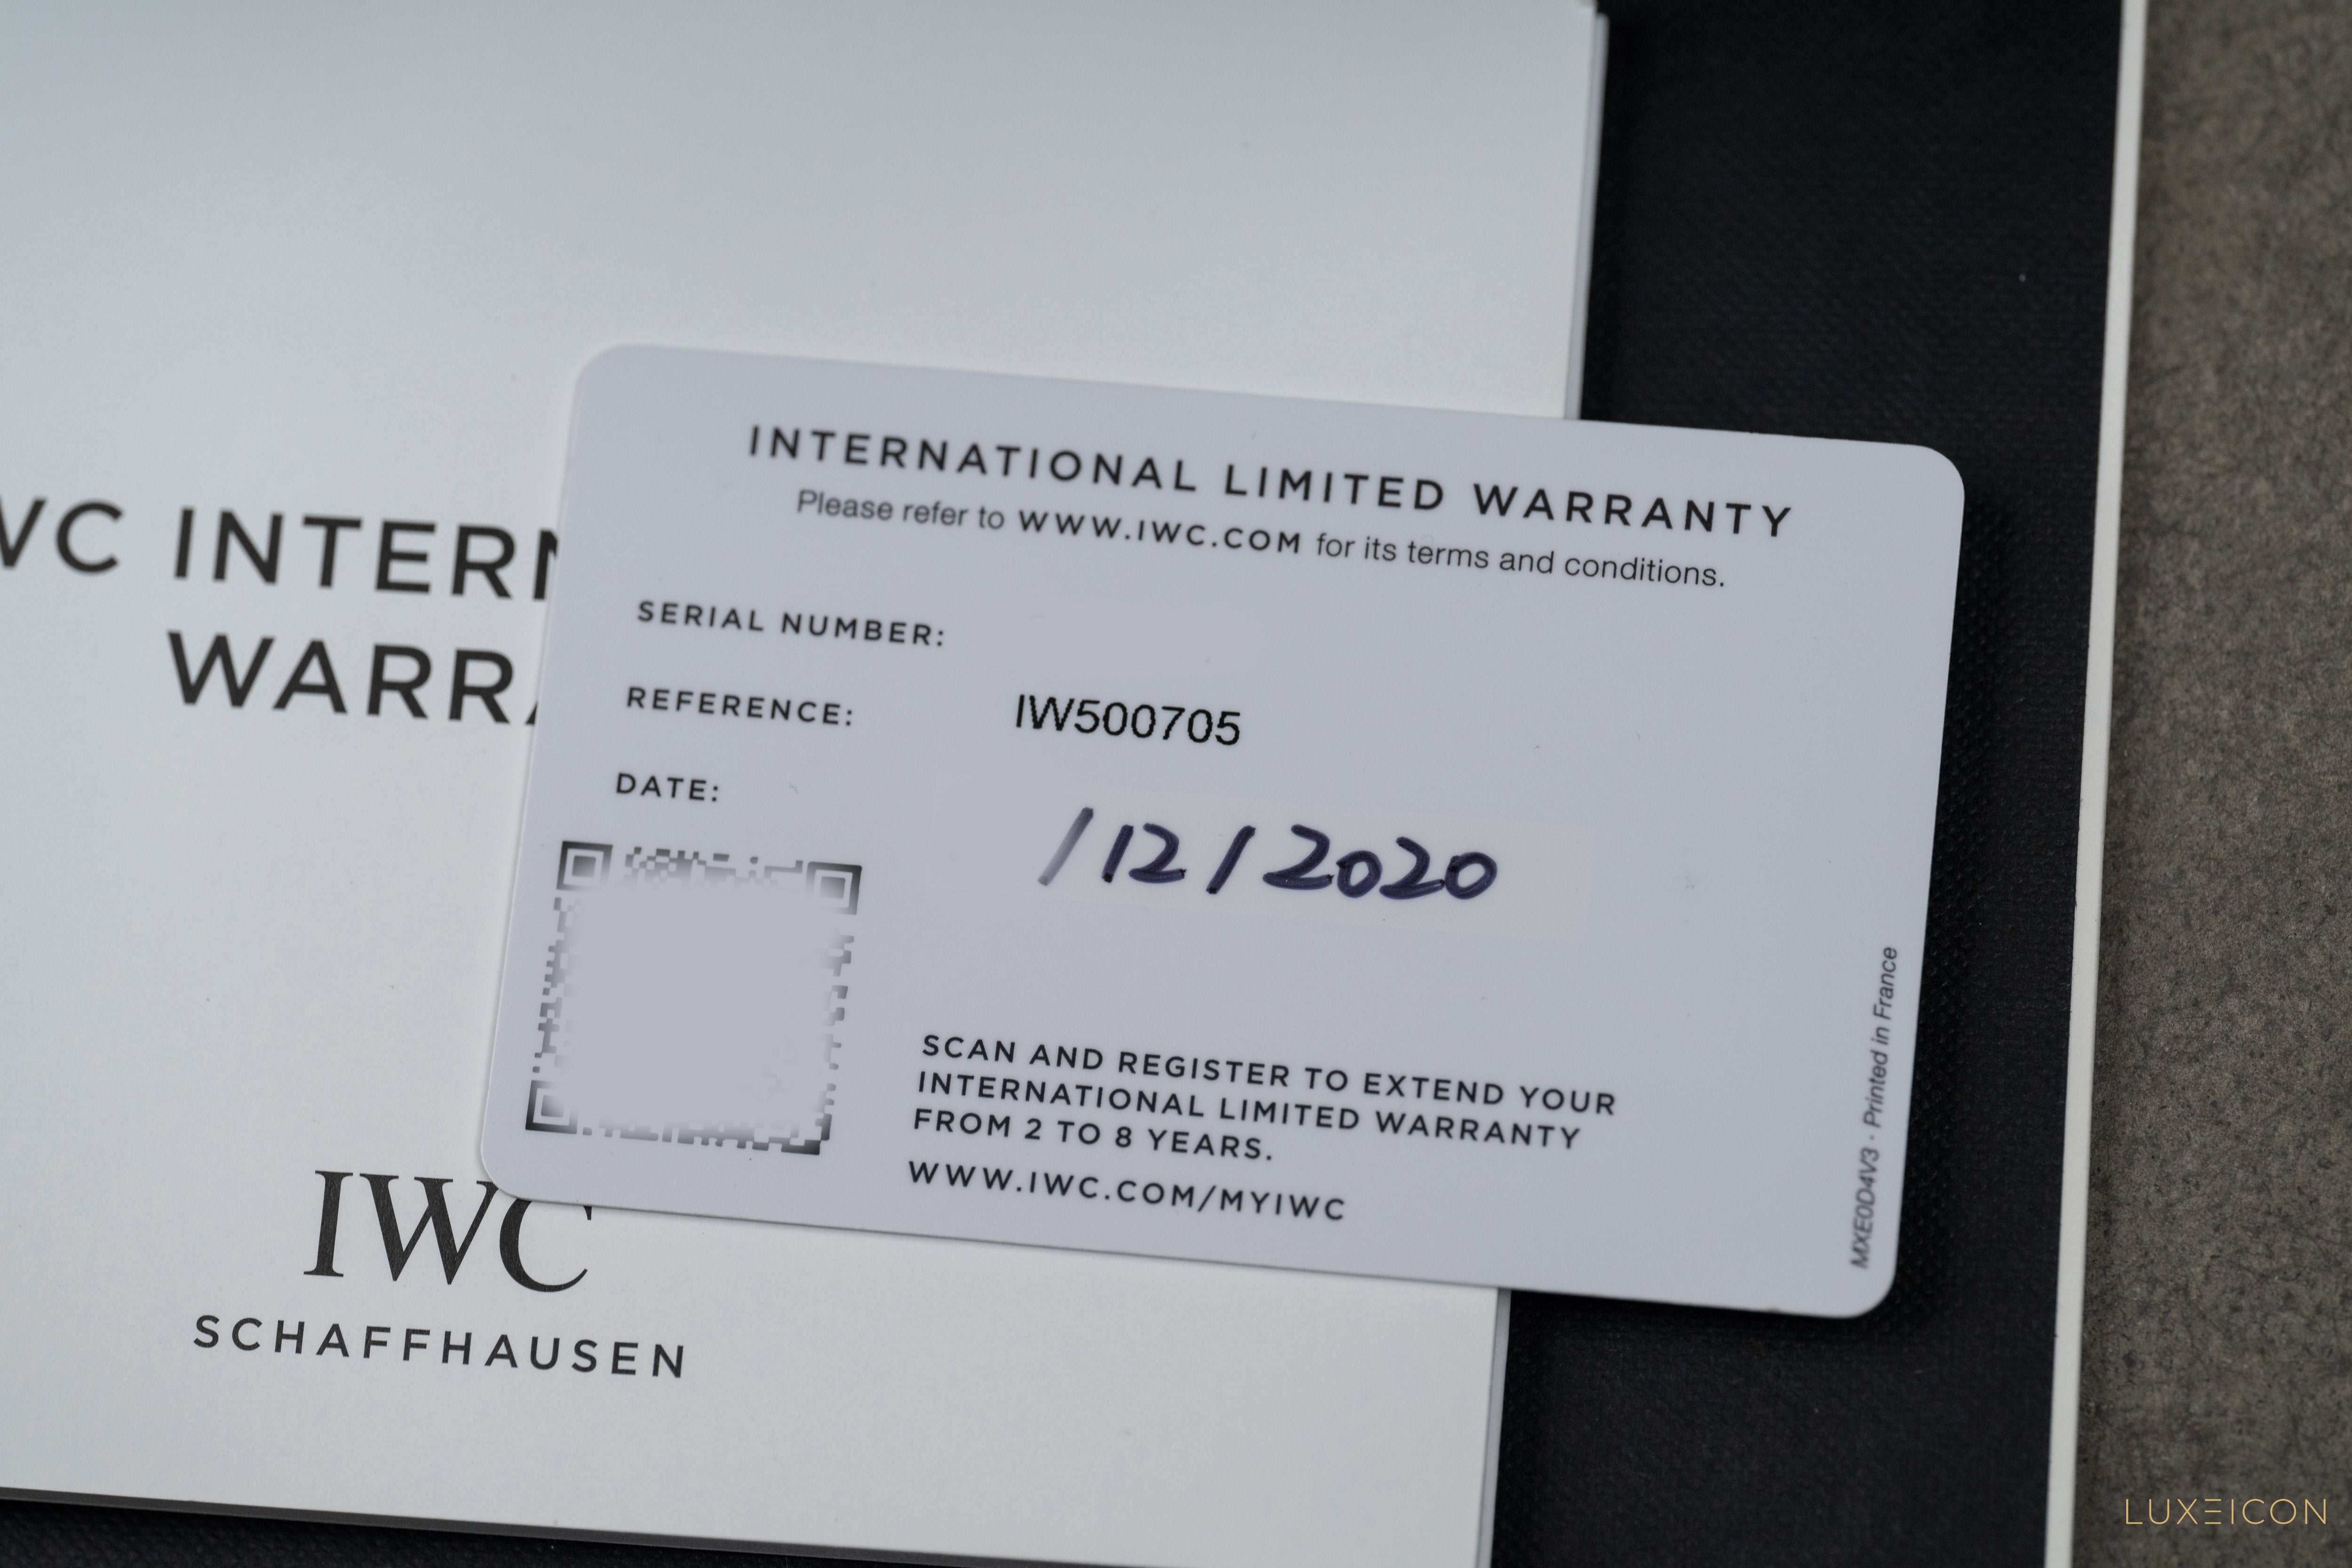 INTERNATIONAL LIMITED WARRANTY
Please refer to WWW.IWC.COM for its terms and conditions.
SERIAL NUMBER:
REFERENCE: IW500705
DATE: /12/2020
SCAN AND REGISTER TO EXTEND YOUR
INTERNATIONAL LIMITED WARRANTY
FROM 2 TO 8 YEARS.
WWW.IWC.COM/MYIWC
MXE0D4V3 · Printed in France
WC INTERN
WARRA
IWC
SCHAFFHAUSEN
LUXEICON